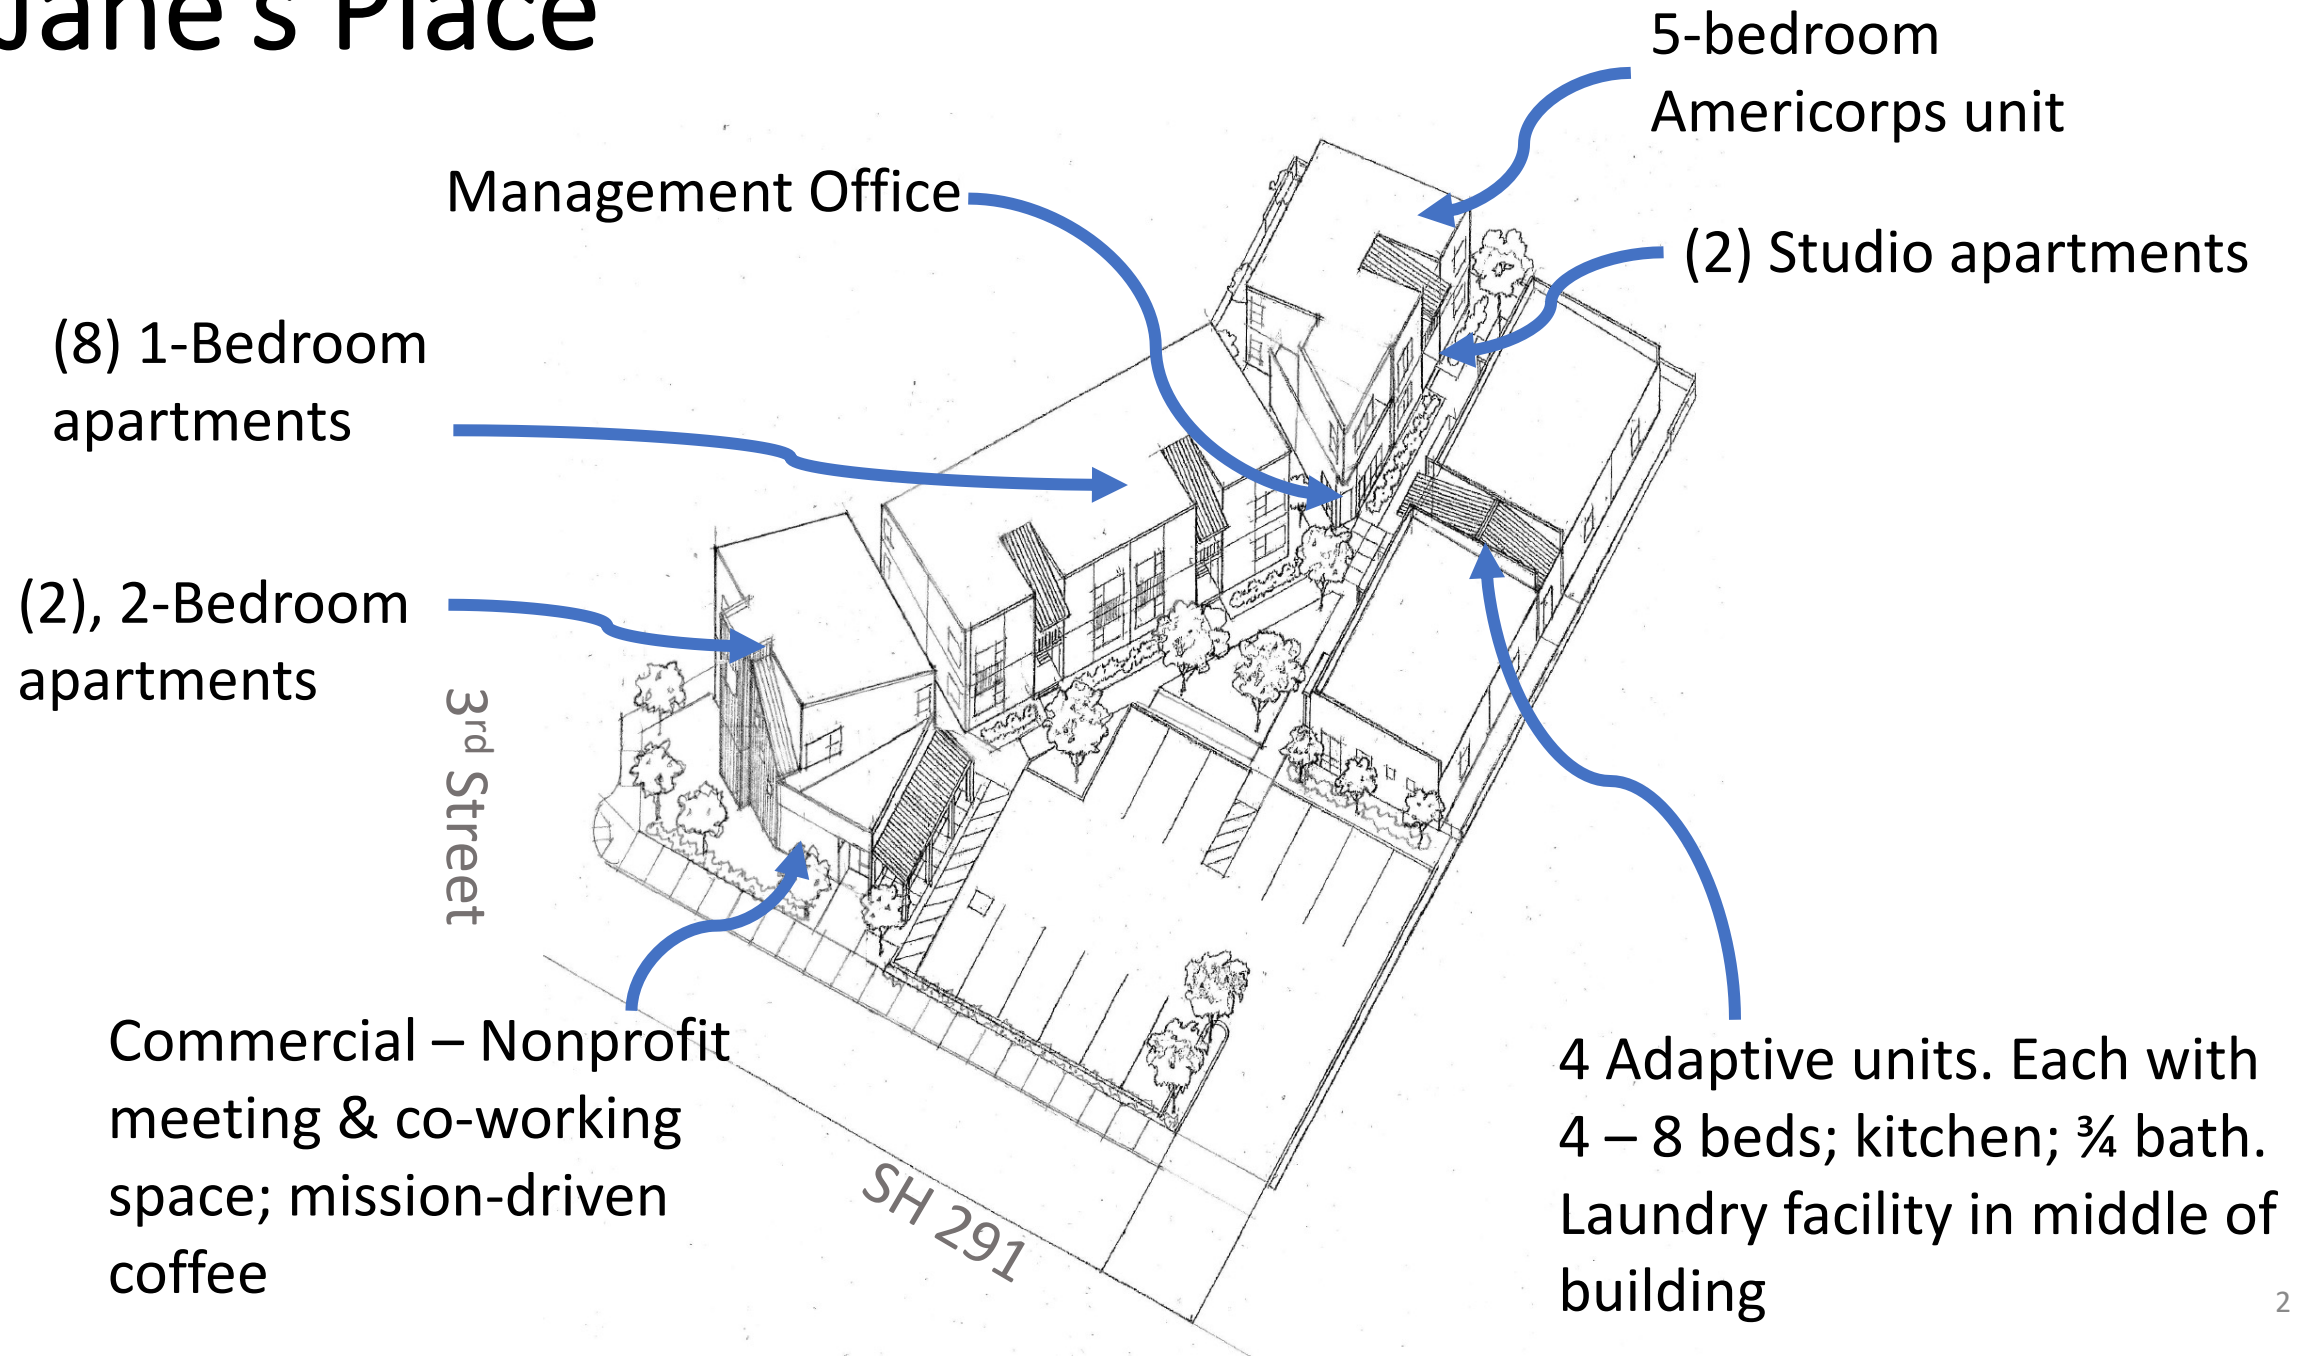 Jane's Place
5-bedroom
Americorps unit
Management Office
(2) Studio apartments
(8) 1-Bedroom
apartments
(2), 2-Bedroom
apartments
3rd Street
SH 291
Commercial – Nonprofit
meeting & co-working
space; mission-driven
coffee
4 Adaptive units. Each with
4 – 8 beds; kitchen; ¾ bath.
Laundry facility in middle of
building
2